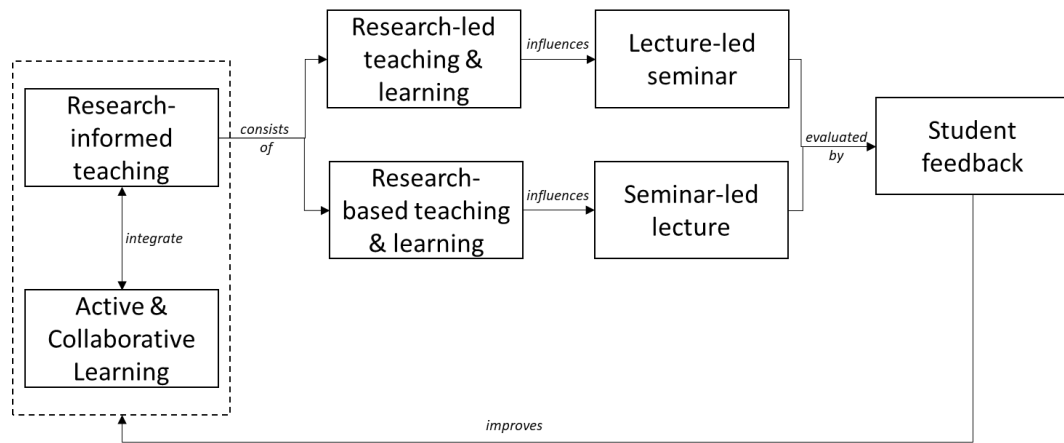 Research-
informed
teaching
integrate
Active &
Collaborative
Learning
consists
of
Research-led
teaching &
learning
influences
Lecture-led
seminar
Research-
based teaching
& learning
influences
Seminar-led
lecture
evaluated
by
Student
feedback
improves